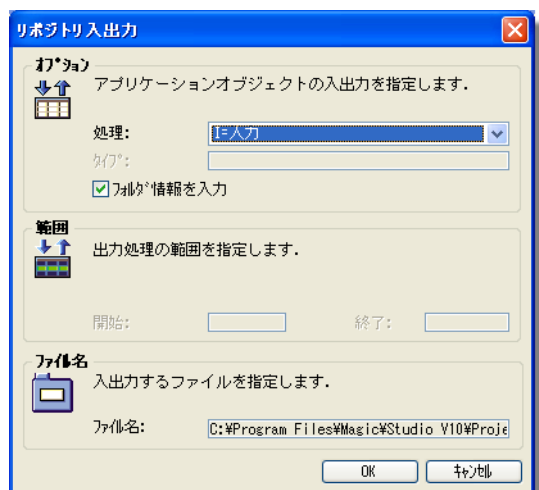 リポジトリ入出力
オプション
アプリケーションオブジェクトの入出力を指定します.
処理: I=入力
タイプ:
フォルダ情報を入力
範囲
出力処理の範囲を指定します.
開始: 終了:
ファイル名
入出力するファイルを指定します.
ファイル名: C:¥Program Files¥Magic¥Studio V10¥Proje
OK キャンセル